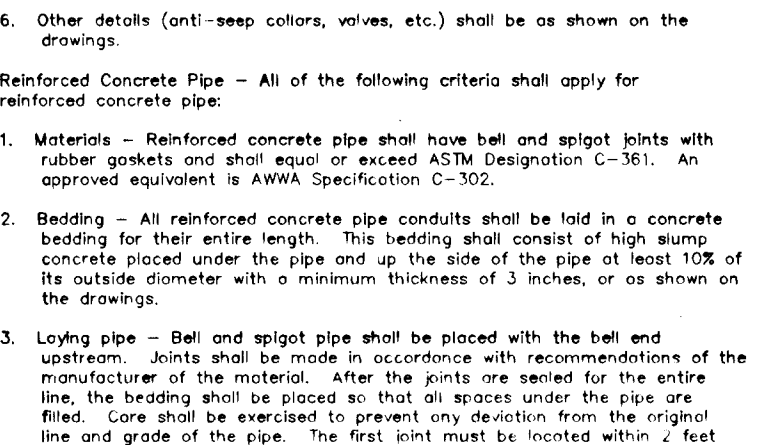 6. Other details (anti-seep collars, valves, etc.) shall be as shown on the
drawings.
Reinforced Concrete Pipe – All of the following criteria shall apply for
reinforced concrete pipe:
1. Materials – Reinforced concrete pipe shall have bell and spigot joints with
rubber gaskets and shall equal or exceed ASTM Designation C-361. An
approved equivalent is AWWA Specification C-302.
2. Bedding – All reinforced concrete pipe conduits shall be laid in a concrete
bedding for their entire length. This bedding shall consist of high slump
concrete placed under the pipe and up the side of the pipe at least 10% of
its outside diameter with a minimum thickness of 3 inches, or as shown on
the drawings.
3. Laying pipe – Bell and spigot pipe shall be placed with the bell end
upstream. Joints shall be made in accordance with recommendations of the
manufacturer of the material. After the joints are sealed for the entire
line, the bedding shall be placed so that all spaces under the pipe are
filled. Care shall be exercised to prevent any deviation from the original
line and grade of the pipe. The first joint must be located within 2 feet